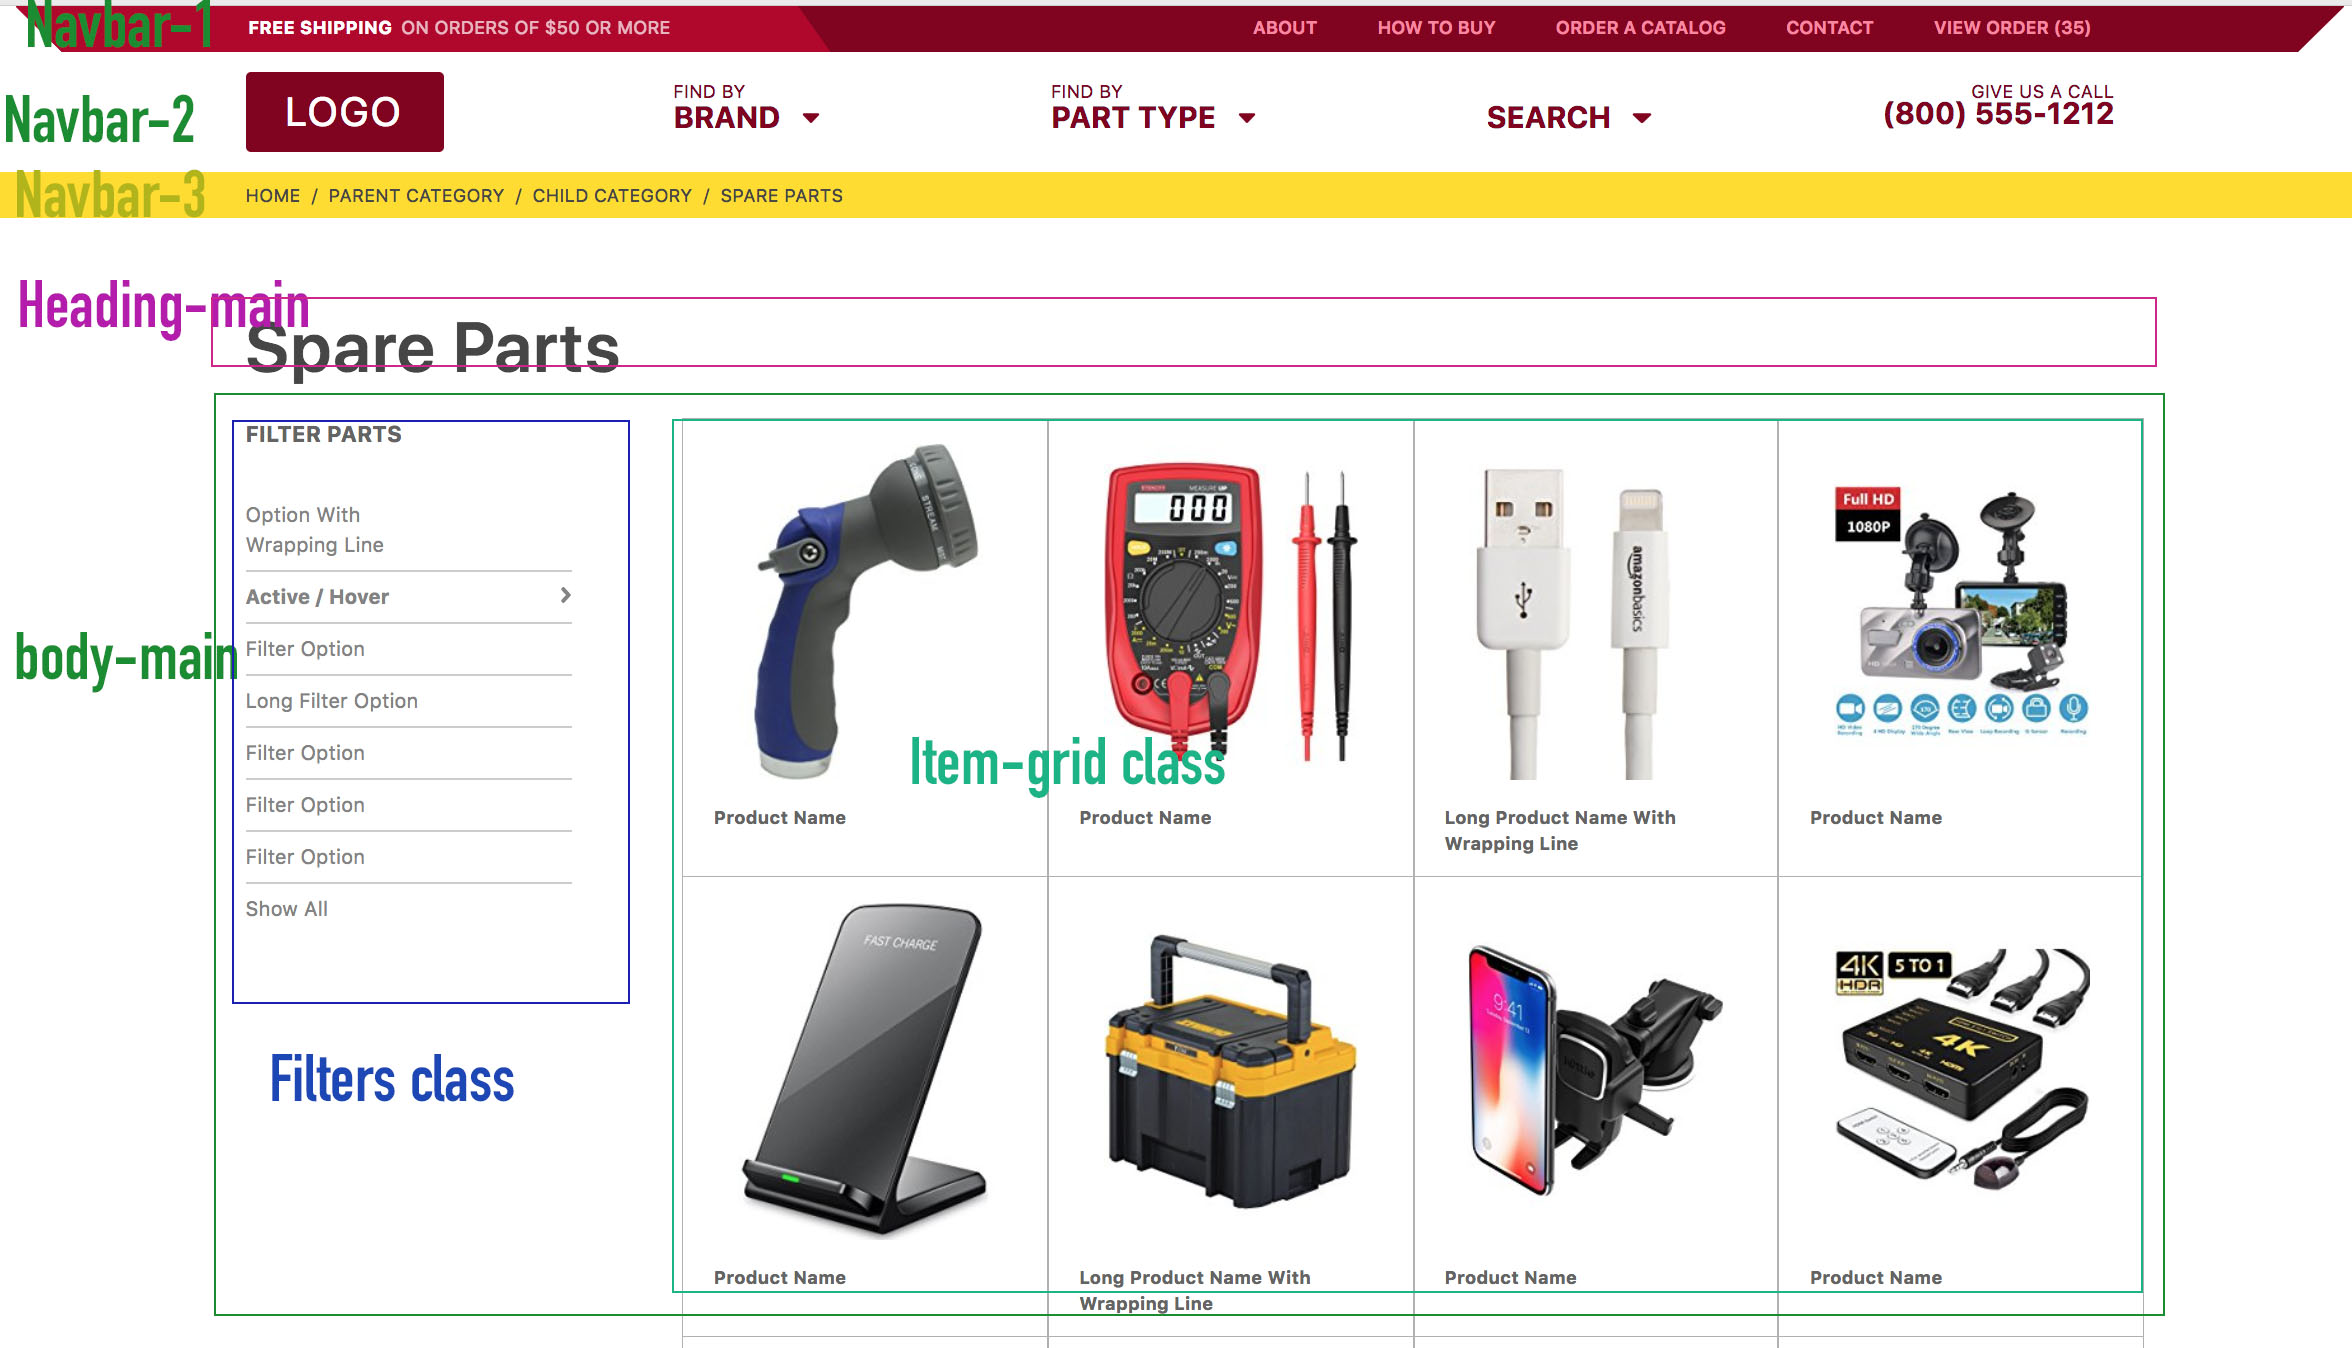 Navbar-1
FREE SHIPPING ON ORDERS OF $50 OR MORE
ABOUT
HOW TO BUY
ORDER A CATALOG
CONTACT
VIEW ORDER (35)
Navbar-2
LOGO
FIND BY
BRAND
FIND BY
PART TYPE
SEARCH
GIVE US A CALL
(800) 555-1212
Navbar-3
HOME / PARENT CATEGORY / CHILD CATEGORY / SPARE PARTS
Heading-main
Spare Parts
body-main
FILTER PARTS
Option With
Wrapping Line
Active / Hover
Filter Option
Long Filter Option
Filter Option
Filter Option
Filter Option
Show All
Filters class
Item-grid class
STREAM
MEASURE UP
000
COM
amazonbasics
Full HD
1080P
Product Name
Product Name
Long Product Name With
Wrapping Line
Product Name
FAST CHARGE
9:41
4K
HDR
5 TO 1
4K
Product Name
Long Product Name With
Wrapping Line
Product Name
Product Name